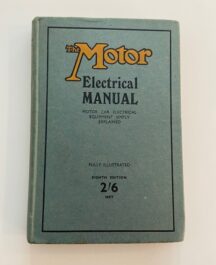 The Motor
Electrical
MANUAL
MOTOR CAR ELECTRICAL
EQUIPMENT SIMPLY
EXPLAINED
FULLY ILLUSTRATED
EIGHTH EDITION
2/6
NET